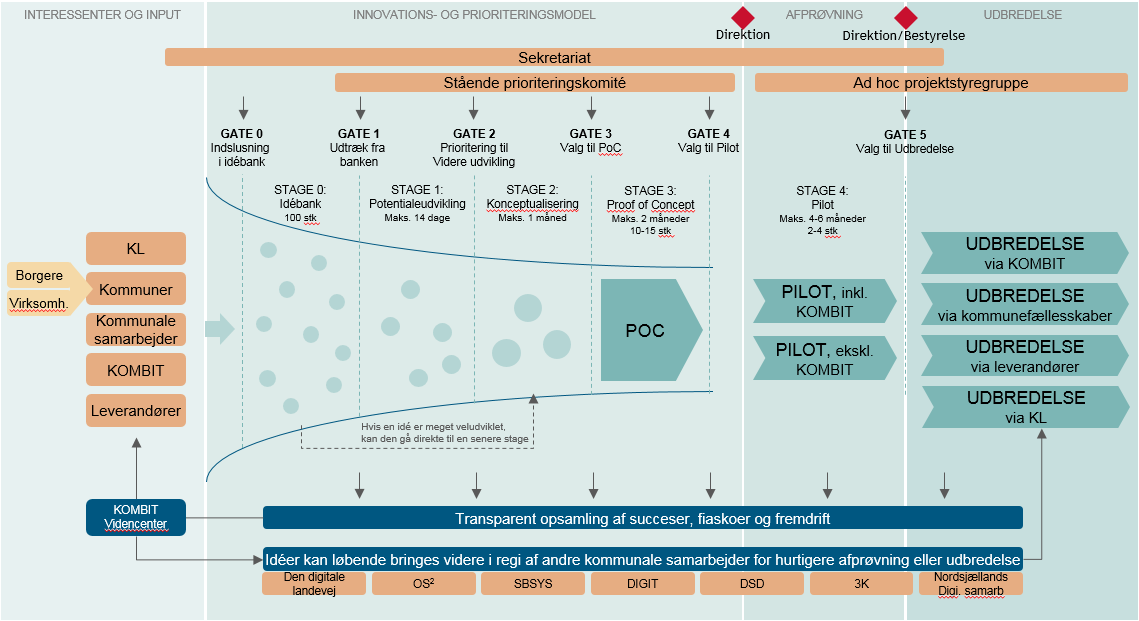 INTERESSENTER OG INPUT
INNOVATIONS- OG PRIORITERINGSMODEL
AFPRØVNING
UDBREDELSE
Direktion
Direktion/Bestyrelse
Sekretariat
Stående prioriteringskomité
Ad hoc projektstyregruppe
GATE 0
Indslusning
i idébank
GATE 1
Udtræk fra
banken
GATE 2
Prioritering til
Videre udvikling
GATE 3
Valg til PoC
GATE 4
Valg til Pilot
GATE 5
Valg til Udbredelse
STAGE 0:
Idébank
100 stk
STAGE 1:
Potentialeudvikling
Maks. 14 dage
STAGE 2:
Konceptualisering
Maks. 1 måned
STAGE 3:
Proof of Concept
Maks. 2 måneder
10-15 stk
STAGE 4:
Pilot
Maks. 4-6 måneder
2-4 stk
Borgere
Virksomh.
KL
Kommuner
Kommunale
samarbejder
KOMBIT
Leverandører
POC
PILOT, inkl.
KOMBIT
PILOT, ekskl.
KOMBIT
UDBREDELSE
via KOMBIT
UDBREDELSE
via kommunefællesskaber
UDBREDELSE
via leverandører
UDBREDELSE
via KL
Hvis en idé er meget veludviklet,
kan den gå direkte til en senere stage
KOMBIT
Videncenter
Transparent opsamling af succeser, fiaskoer og fremdrift
Idéer kan løbende bringes videre i regi af andre kommunale samarbejder for hurtigere afprøvning eller udbredelse
Den digitale
landevej
OS²
SBSYS
DIGIT
DSD
3K
Nordsjællands
Digi. samarb